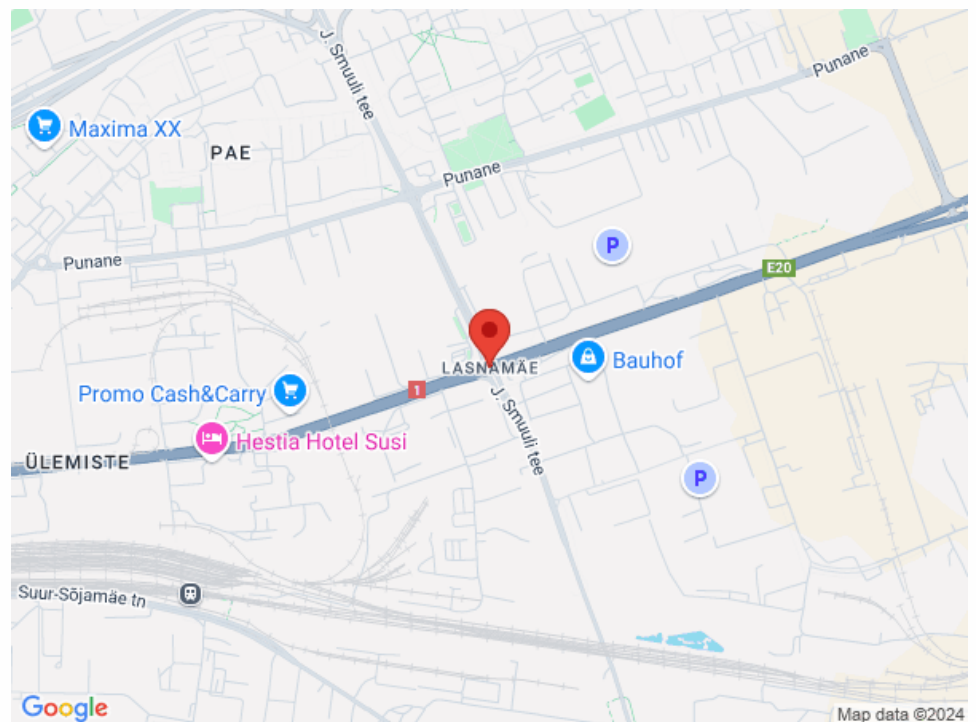 J. Smuuli tee
Punane
Maxima XX
PAE
Punane
Punane
P
E20
LASNAMÄE
Bauhof
1
Promo Cash&Carry
J. Smuuli tee
Hestia Hotel Susi
ÜLEMISTE
P
Suur-Sõjamäe tn
Google
Map data ©2024